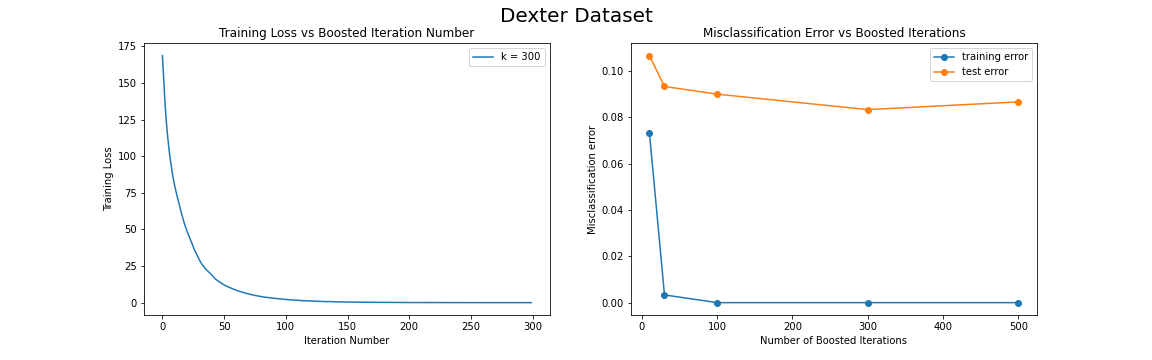 Dexter Dataset
Training Loss vs Boosted Iteration Number
175
150
125
100
75
50
25
0
Training Loss
k = 300
0 50 100 150 200 250 300
Iteration Number
Misclassification Error vs Boosted Iterations
0.10
0.08
0.06
0.04
0.02
0.00
Misclassification error
training error
test error
0 100 200 300 400 500
Number of Boosted Iterations